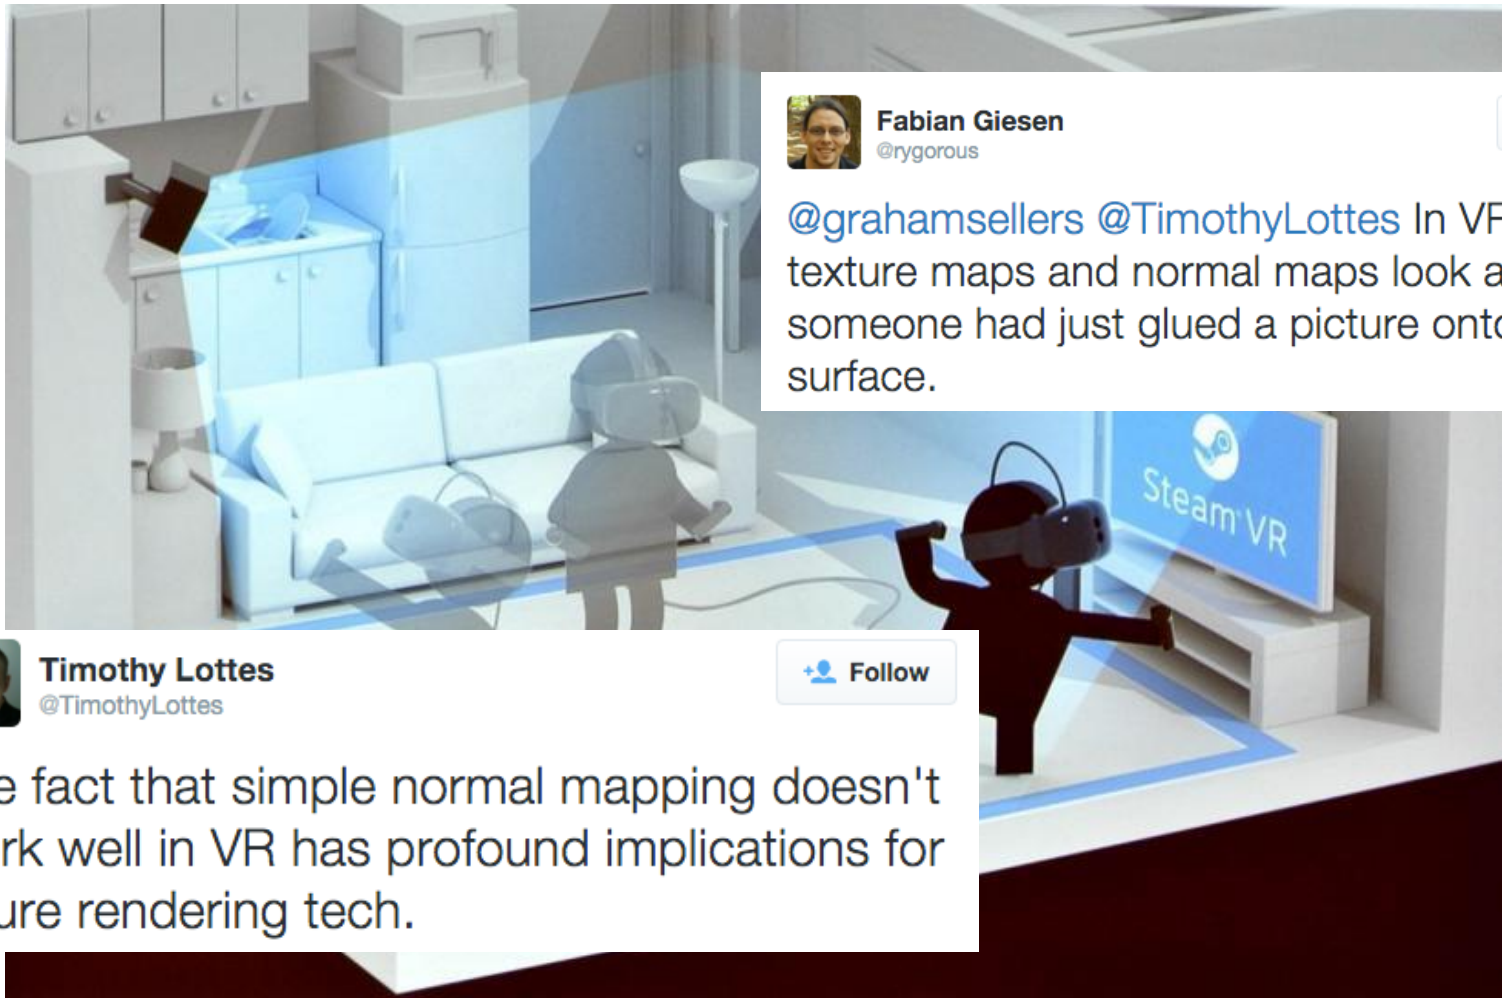 Fabian Giesen
@rygorous
@grahamsellers @TimothyLottes In VR
texture maps and normal maps look a
someone had just glued a picture onto
surface.
Steam VR
Timothy Lottes
@TimothyLottes
Follow
e fact that simple normal mapping doesn't
rk well in VR has profound implications for
ure rendering tech.